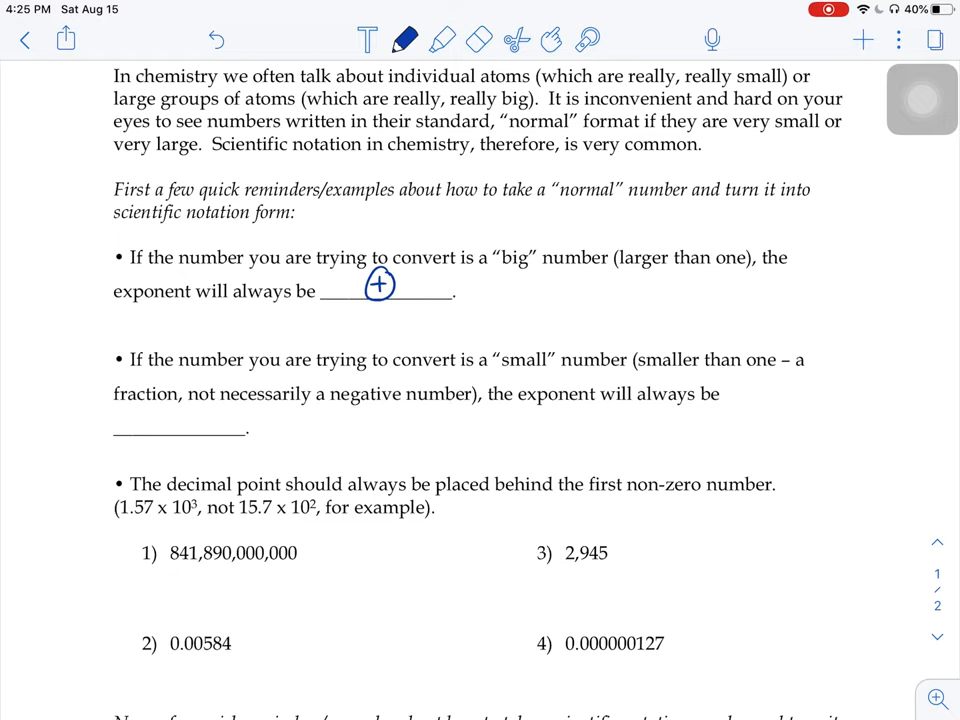 4:25 PM Sat Aug 15 40%
In chemistry we often talk about individual atoms (which are really, really small) or
large groups of atoms (which are really, really big). It is inconvenient and hard on your
eyes to see numbers written in their standard, “normal” format if they are very small or
very large. Scientific notation in chemistry, therefore, is very common.
First a few quick reminders/examples about how to take a “normal” number and turn it into
scientific notation form:
• If the number you are trying to convert is a “big” number (larger than one), the
exponent will always be ______+______.
• If the number you are trying to convert is a “small” number (smaller than one – a
fraction, not necessarily a negative number), the exponent will always be
______________.
• The decimal point should always be placed behind the first non-zero number.
(1.57 x 10³, not 15.7 x 10², for example).
1) 841,890,000,000 3) 2,945
2) 0.00584 4) 0.000000127
1
/
2